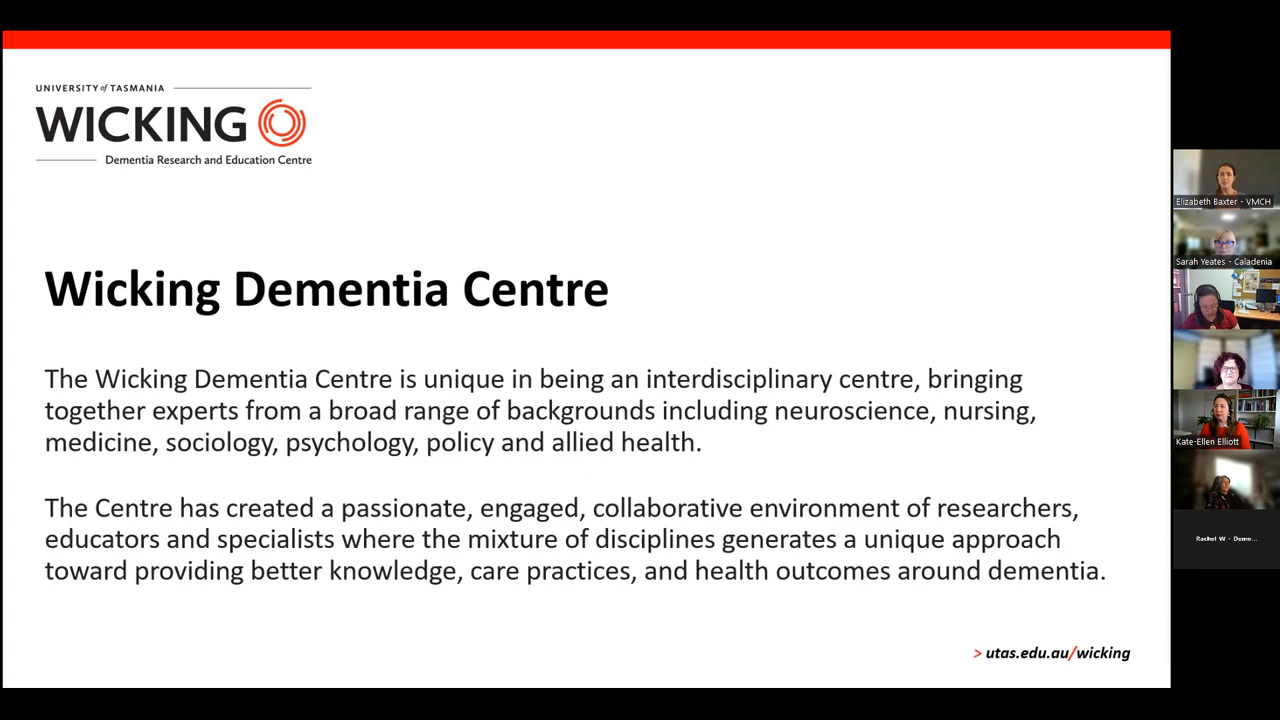 UNIVERSITY of TASMANIA
WICKING
Dementia Research and Education Centre
Wicking Dementia Centre
The Wicking Dementia Centre is unique in being an interdisciplinary centre, bringing
together experts from a broad range of backgrounds including neuroscience, nursing,
medicine, sociology, psychology, policy and allied health.
The Centre has created a passionate, engaged, collaborative environment of researchers,
educators and specialists where the mixture of disciplines generates a unique approach
toward providing better knowledge, care practices, and health outcomes around dementia.
> utas.edu.au/wicking
Elizabeth Baxter - VMCH
Sarah Yeates - Caladenia
Kate-Ellen Elliott
Rachel W - Deme...